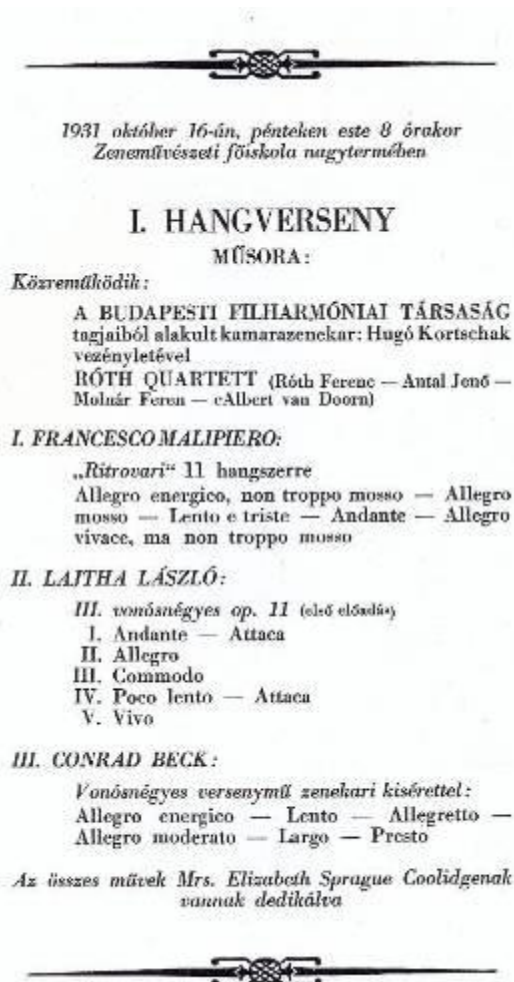 1931 október 16-án, pénteken este 8 órakor
Zeneművészeti főiskola nagytermében
I. HANGVERSENY
MŰSORA:
Közreműködik:
A BUDAPESTI FILHARMÓNIAI TÁRSASÁG
tagjaiból alakult kamarazenekar: Hugó Kortschak
vezényletével
RÓTH QUARTETT (Róth Ferenc — Antal Jenő —
Molnár Feren — cAlbert van Doorn)
I. FRANCESCO MALIPIERO:
„Ritrovari“ 11 hangszerre
Allegro energico, non troppo mosso — Allegro
mosso — Lento e triste — Andante — Allegro
vivace, ma non troppo mosso
II. LAJTHA LÁSZLÓ:
III. vonósnégyes op. 11 (első előadás)
I. Andante — Attaca
II. Allegro
III. Commodo
IV. Poco lento — Attaca
V. Vivo
III. CONRAD BECK:
Vonósnégyes versenymű zenekari kisérettel:
Allegro energico — Lento — Allegretto —
Allegro moderato — Largo — Presto
Az összes művek Mrs. Elizabeth Sprague Coolidgenak
vannak dedikálva